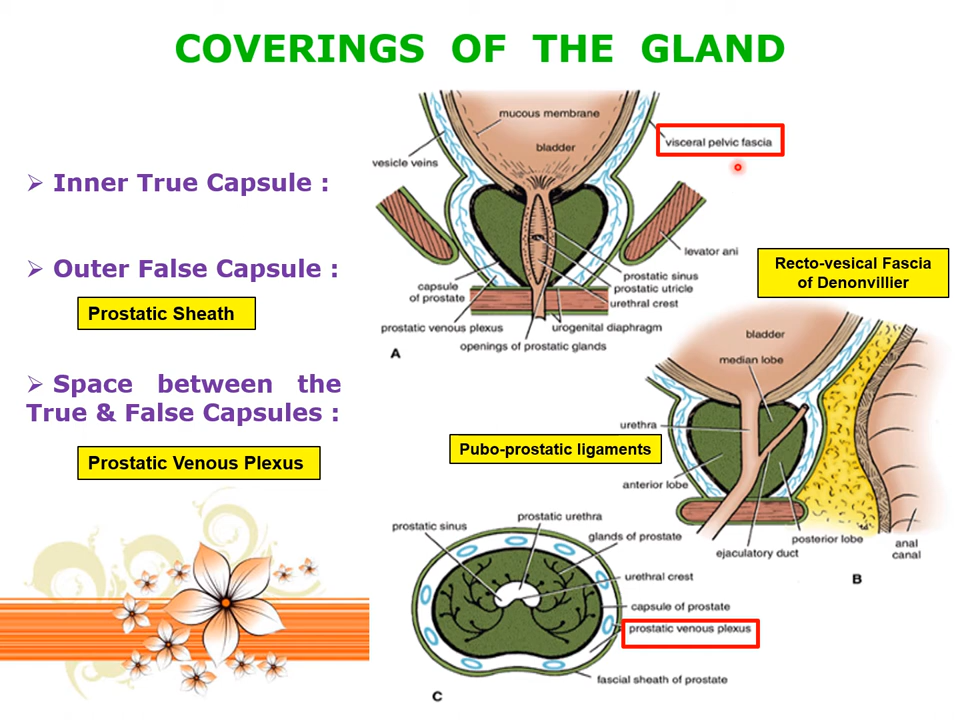 COVERINGS OF THE GLAND
➢ Inner True Capsule :
➢ Outer False Capsule :
Prostatic Sheath
➢ Space between the
True & False Capsules :
Prostatic Venous Plexus
mucous membrane
bladder
vesicle veins
visceral pelvic fascia
levator ani
prostatic sinus
prostatic utricle
urethral crest
capsule
of prostate
prostatic venous plexus
urogenital diaphragm
openings of prostatic glands
A
Recto-vesical Fascia
of Denonvillier
bladder
median lobe
urethra
Pubo-prostatic ligaments
anterior lobe
ejaculatory duct
posterior lobe
anal
canal
B
prostatic sinus
prostatic urethra
glands of prostate
urethral crest
capsule of prostate
prostatic venous plexus
fascial sheath of prostate
C